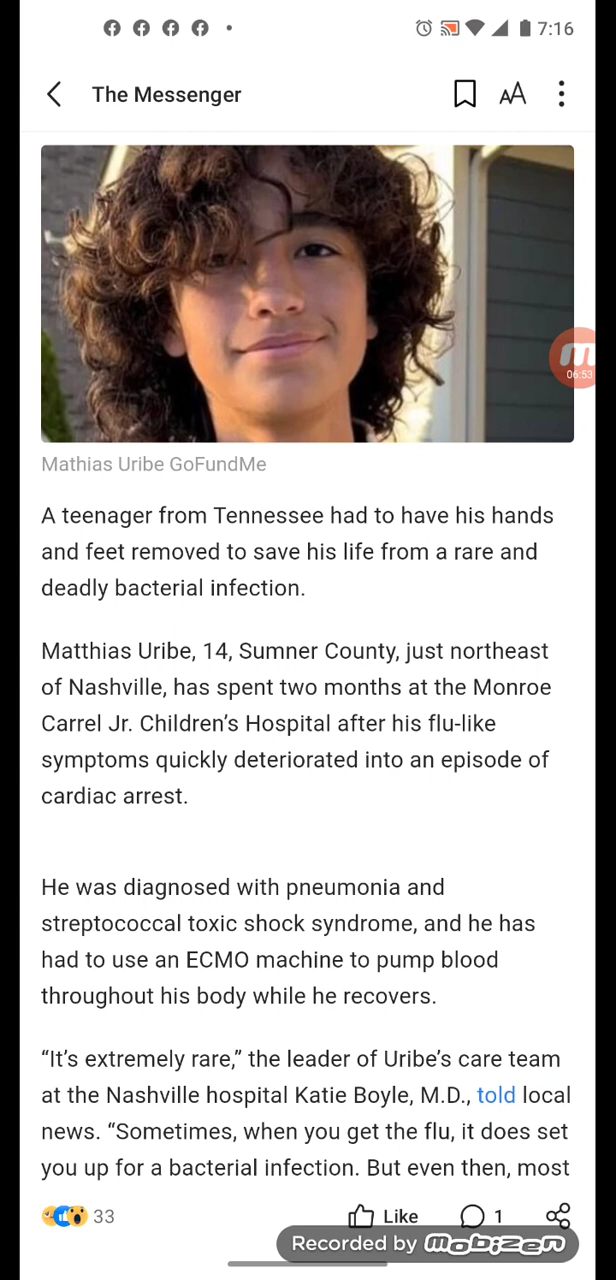 7:16
The Messenger
AA
06:53
Mathias Uribe GoFundMe
A teenager from Tennessee had to have his hands
and feet removed to save his life from a rare and
deadly bacterial infection.
Matthias Uribe, 14, Sumner County, just northeast
of Nashville, has spent two months at the Monroe
Carrel Jr. Children’s Hospital after his flu-like
symptoms quickly deteriorated into an episode of
cardiac arrest.
He was diagnosed with pneumonia and
streptococcal toxic shock syndrome, and he has
had to use an ECMO machine to pump blood
throughout his body while he recovers.
“It’s extremely rare,” the leader of Uribe’s care team
at the Nashville hospital Katie Boyle, M.D., told local
news. “Sometimes, when you get the flu, it does set
you up for a bacterial infection. But even then, most
33
Like
1
Recorded by mobizen